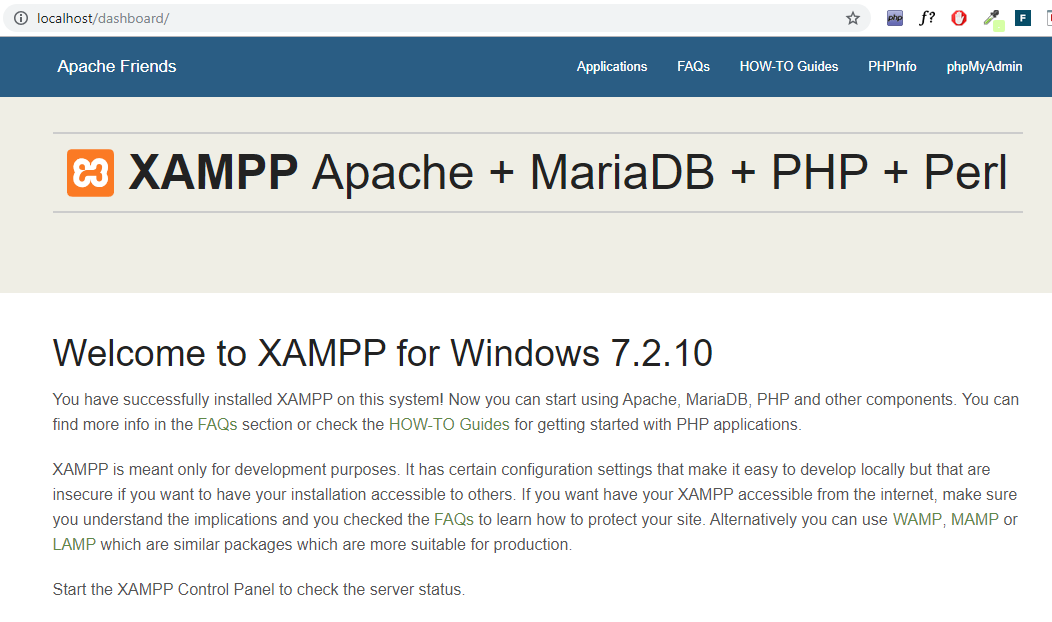 localhost/dashboard/
php f? F
Apache Friends Applications FAQs HOW-TO Guides PHPInfo phpMyAdmin
XAMPP Apache + MariaDB + PHP + Perl
Welcome to XAMPP for Windows 7.2.10
You have successfully installed XAMPP on this system! Now you can start using Apache, MariaDB, PHP and other components. You can
find more info in the FAQs section or check the HOW-TO Guides for getting started with PHP applications.
XAMPP is meant only for development purposes. It has certain configuration settings that make it easy to develop locally but that are
insecure if you want to have your installation accessible to others. If you want have your XAMPP accessible from the internet, make sure
you understand the implications and you checked the FAQs to learn how to protect your site. Alternatively you can use WAMP, MAMP or
LAMP which are similar packages which are more suitable for production.
Start the XAMPP Control Panel to check the server status.